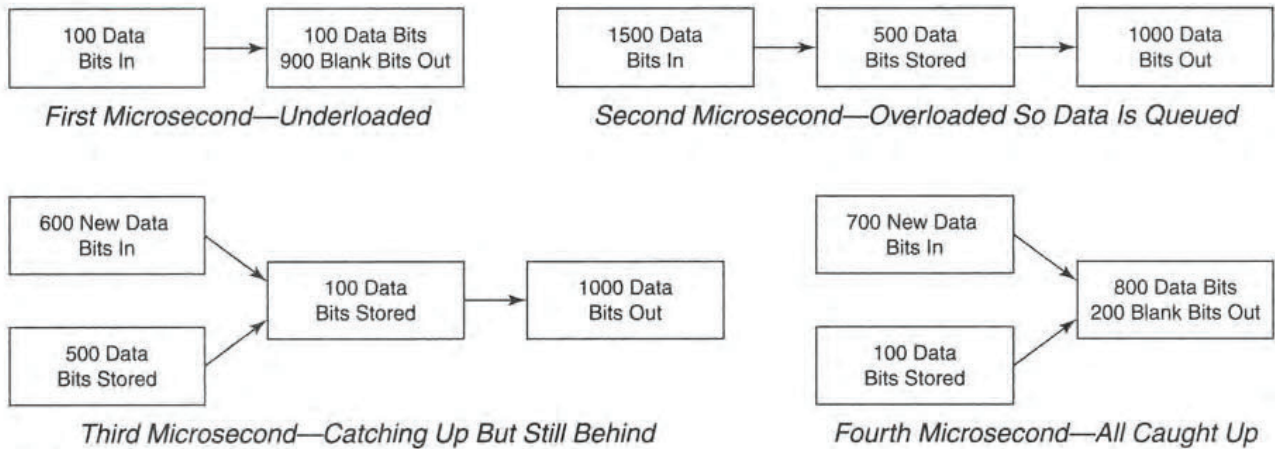 100 Data
Bits In
100 Data Bits
900 Blank Bits Out
First Microsecond—Underloaded
1500 Data
Bits In
500 Data
Bits Stored
1000 Data
Bits Out
Second Microsecond—Overloaded So Data Is Queued
600 New Data
Bits In
500 Data
Bits Stored
100 Data
Bits Stored
1000 Data
Bits Out
Third Microsecond—Catching Up But Still Behind
700 New Data
Bits In
100 Data
Bits Stored
800 Data Bits
200 Blank Bits Out
Fourth Microsecond—All Caught Up